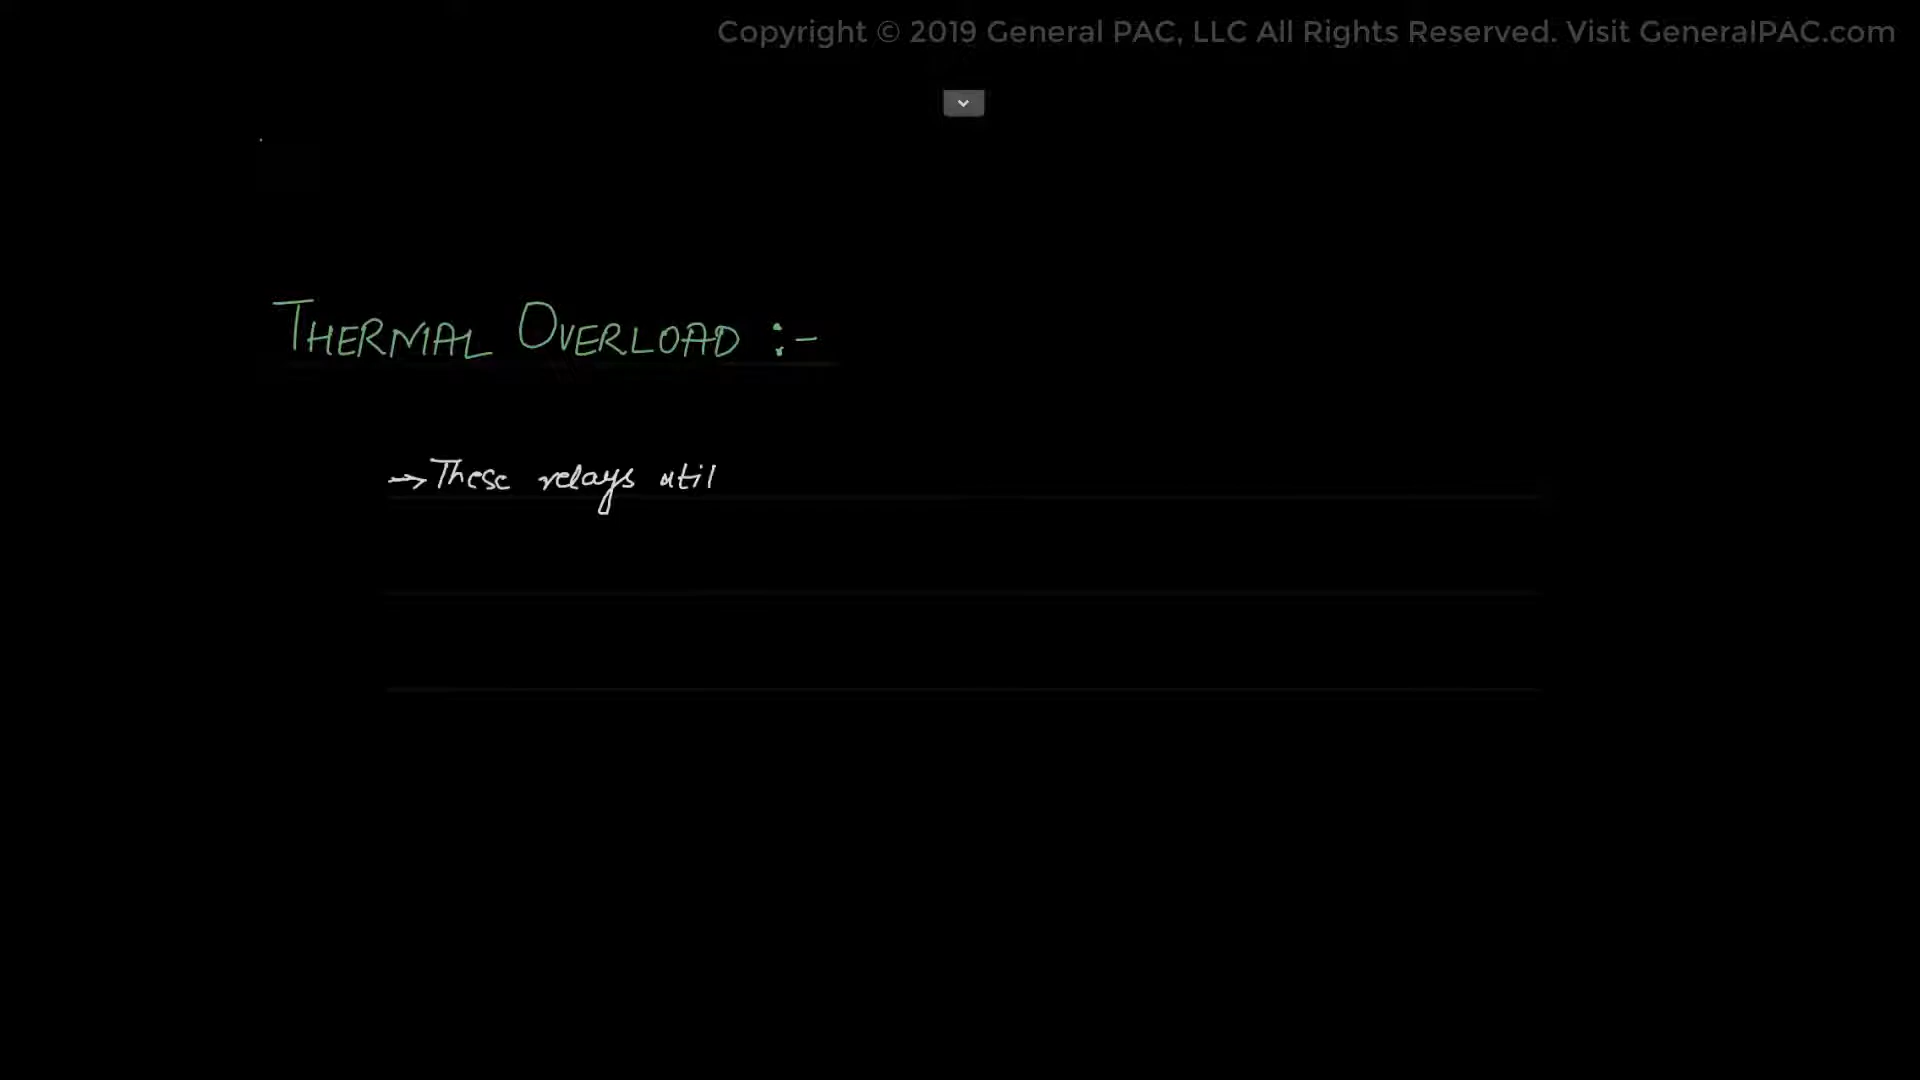 Copyright © 2019 General PAC, LLC All Rights Reserved. Visit GeneralPAC.com
THERMAL OVERLOAD :-
→ These relays util